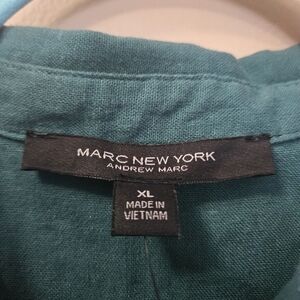 MARC NEW YORK
ANDREW MARC
XL
MADE IN
VIETNAM